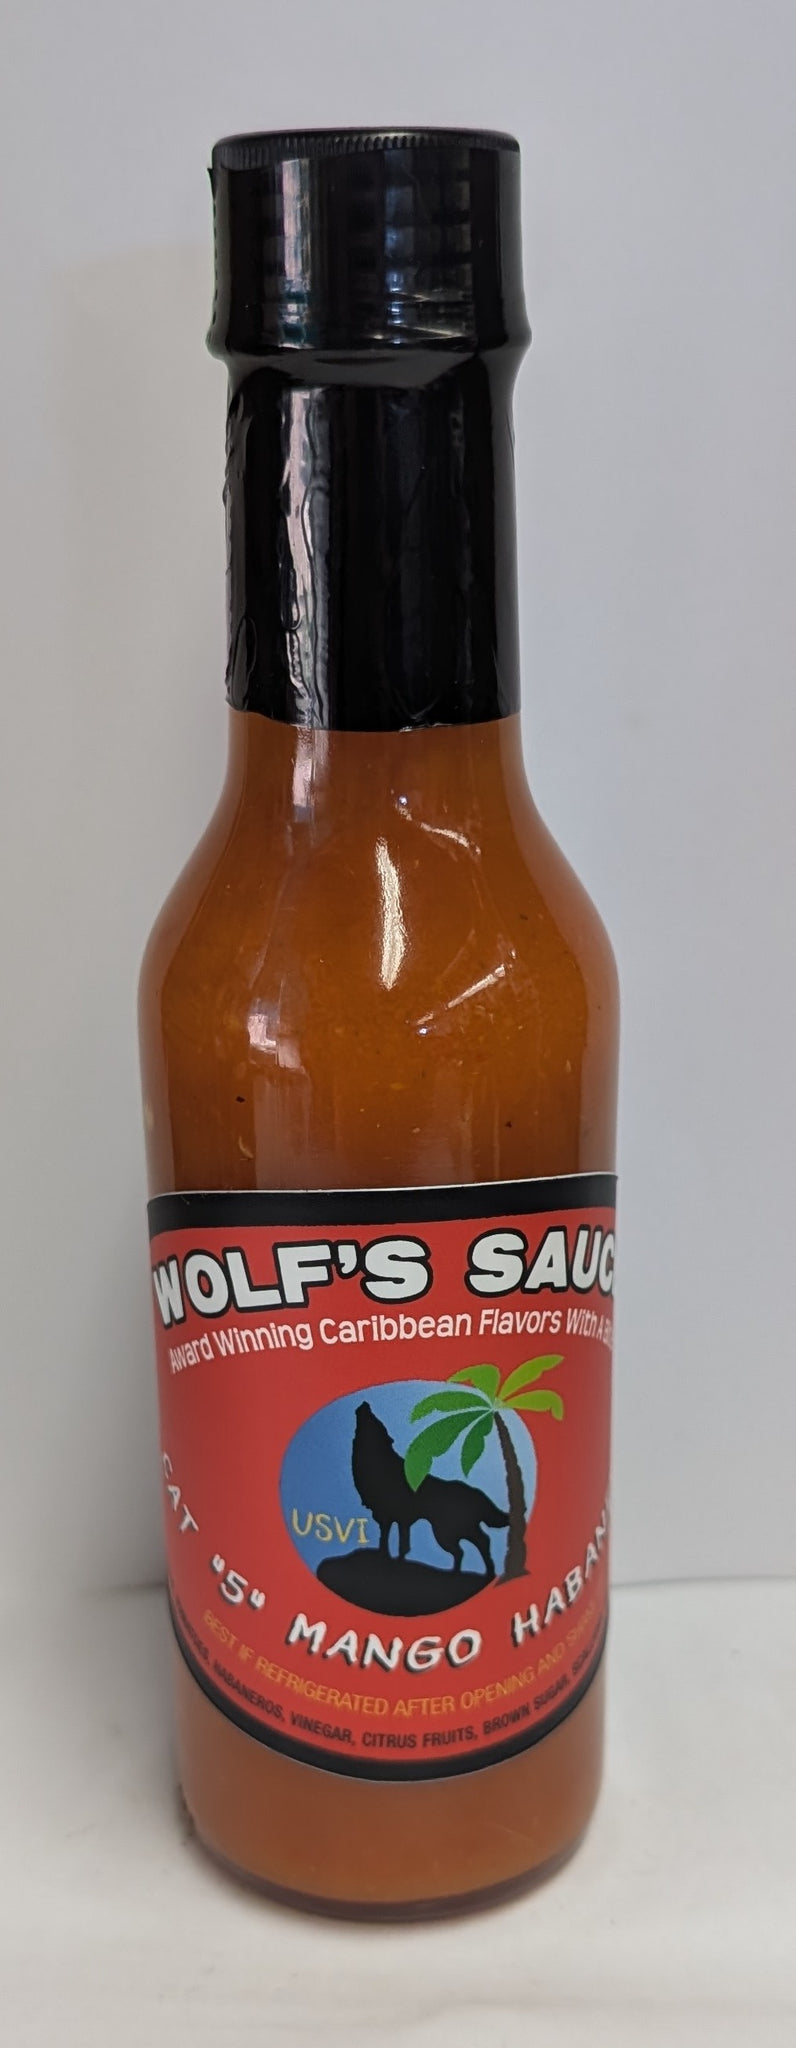 WOLF'S SAUC
Award Winning Caribbean Flavors With A
USVI
CAT "5" MANGO HABAN
BEST IF REFRIGERATED AFTER OPENING AND
HABANEROS, VINEGAR, CITRUS FRUITS, BROWN SUGAR,